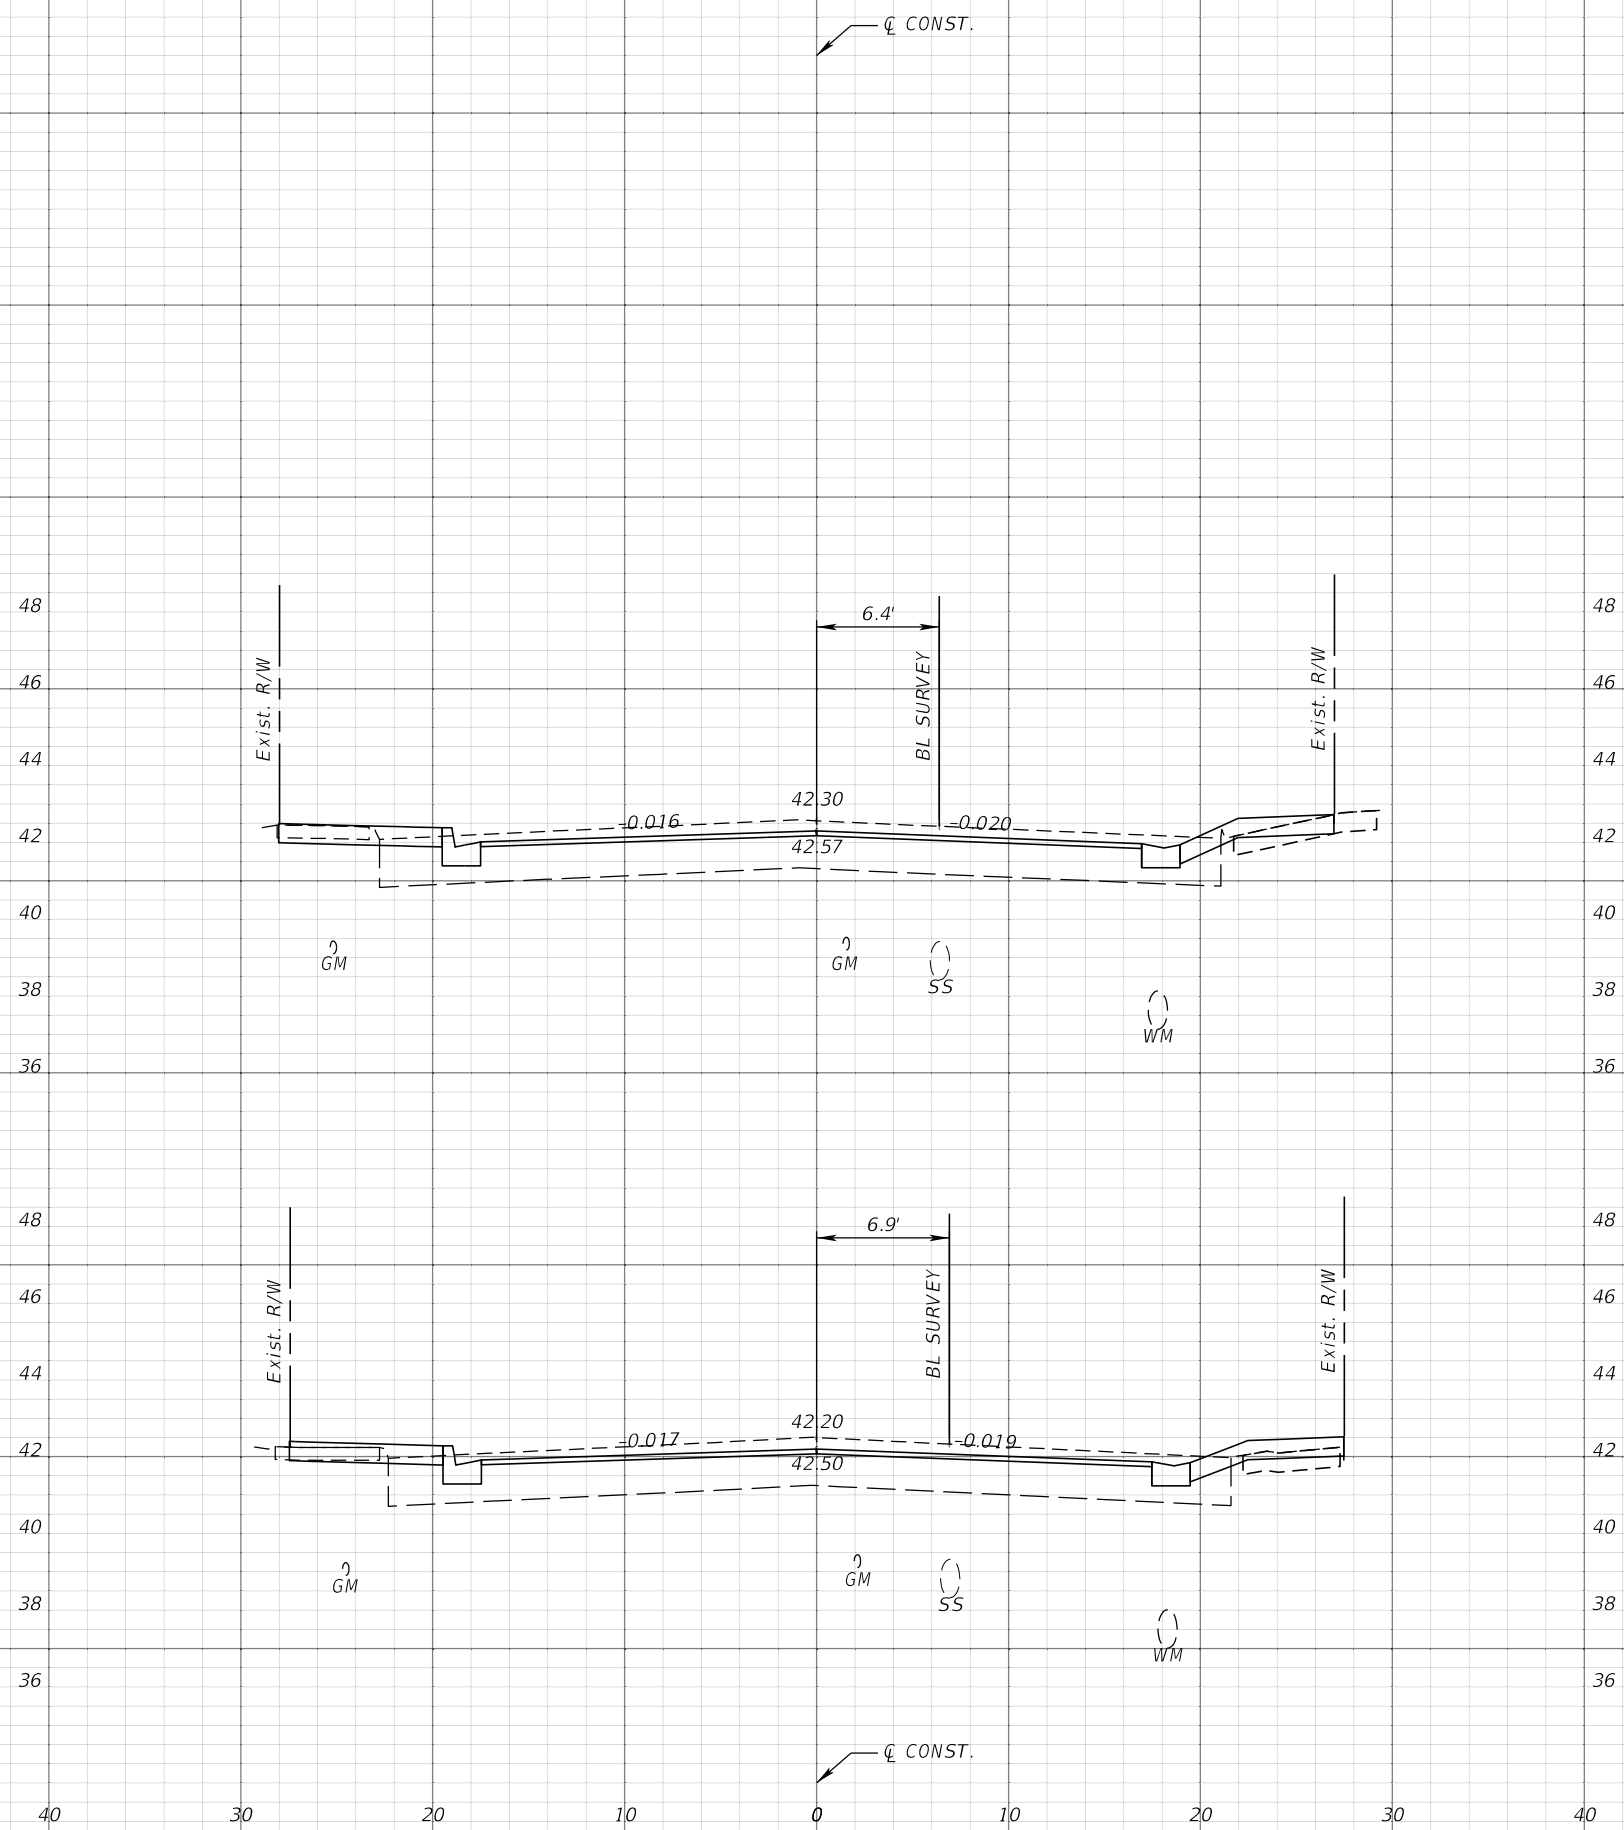 ℄ CONST.
48 48
6.4'
46 46
Exist. R/W BL SURVEY Exist. R/W
44 44
42.30
-0.016 -0.020
42 42
42.57
40 40
GM GM SS
38 38
WM
36 36
48 48
6.9'
46 46
Exist. R/W BL SURVEY Exist. R/W
44 44
42.20
-0.017 -0.019
42 42
42.50
40 40
GM GM SS
38 38
WM
36 36
℄ CONST.
40 30 20 10 0 10 20 30 40